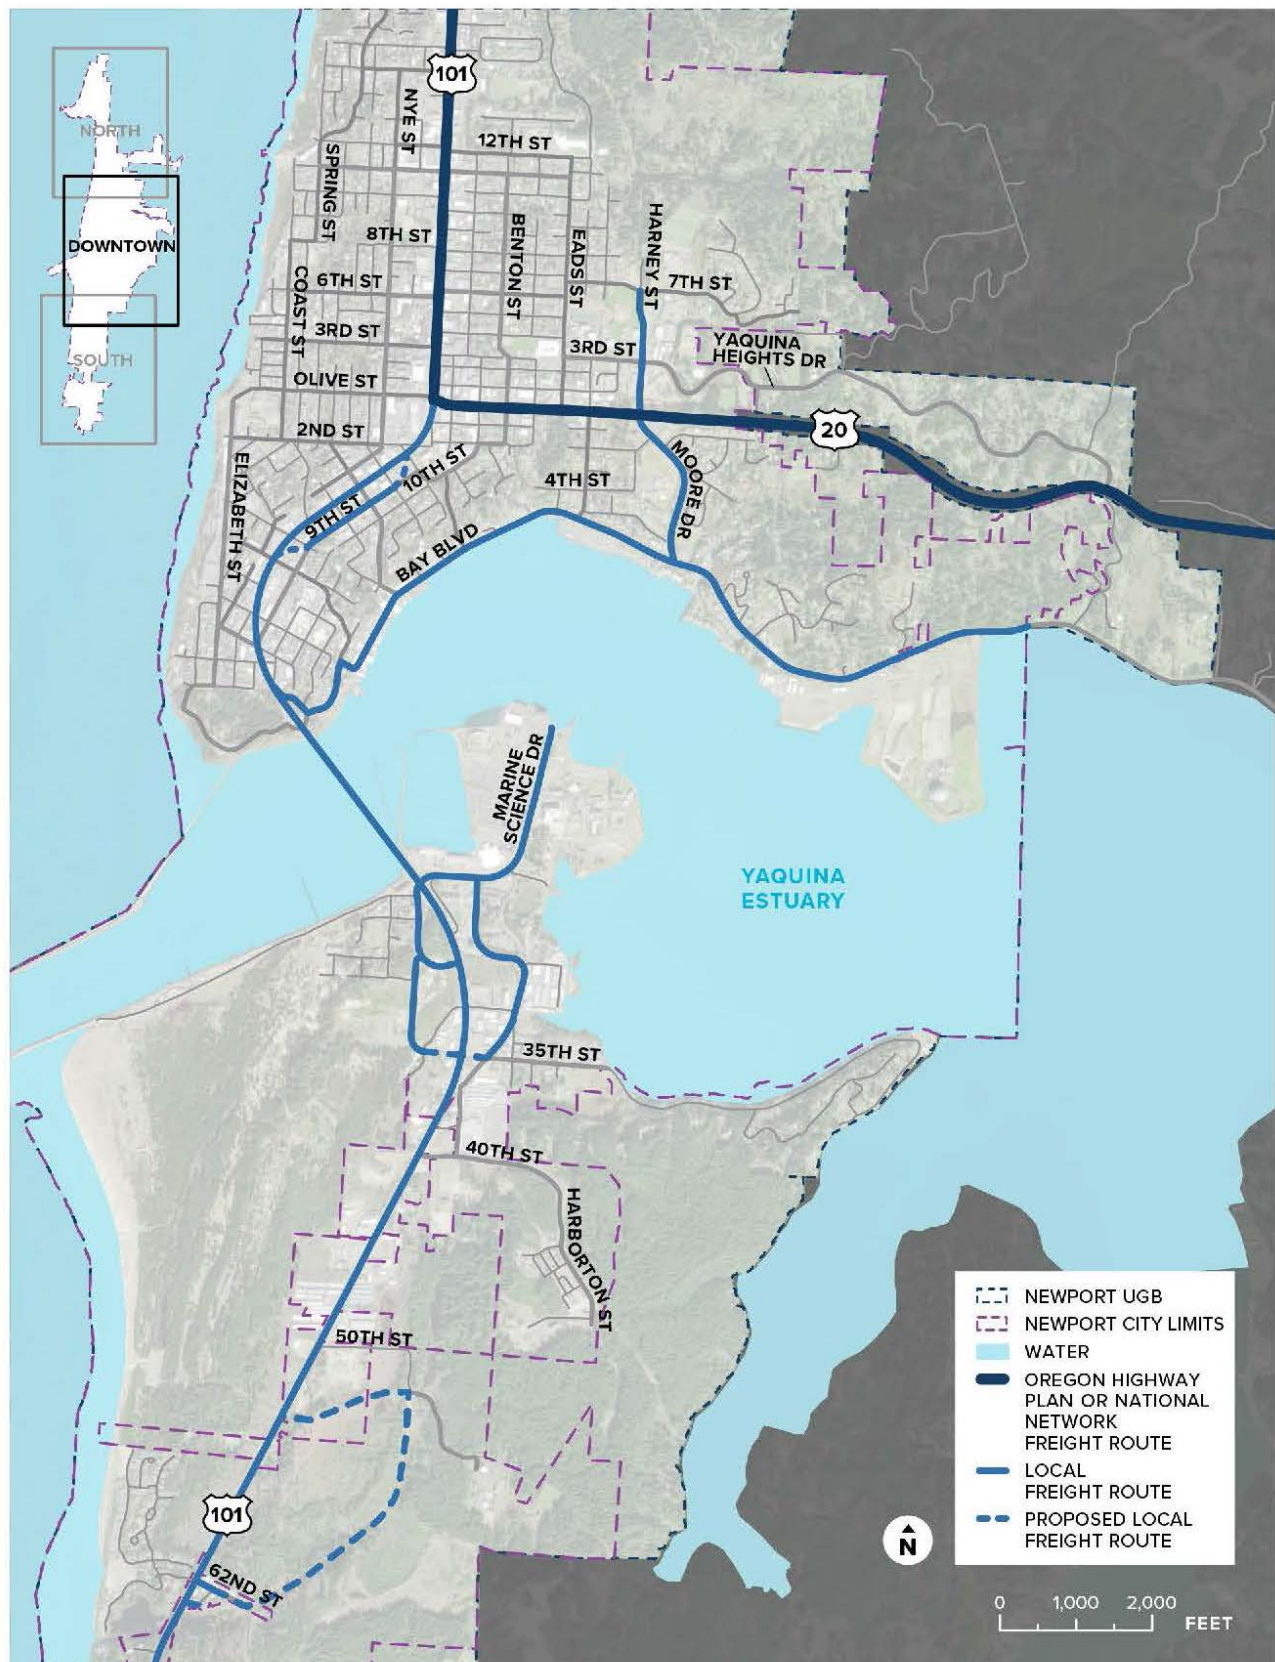 101
NYE ST
12TH ST
SPRING ST
HARNEY ST
BENTON ST
EADS ST
8TH ST
COAST ST
6TH ST
7TH ST
3RD ST
3RD ST
YAQUINA
HEIGHTS DR
OLIVE ST
2ND ST
20
ELIZABETH ST
10TH ST
4TH ST
MOORE DR
9TH ST
BAY BLVD
NORTH
DOWNTOWN
SOUTH
MARINE
SCIENCE DR
YAQUINA
ESTUARY
35TH ST
40TH ST
HARBORTON ST
50TH ST
101
62ND ST
NEWPORT UGB
NEWPORT CITY LIMITS
WATER
OREGON HIGHWAY
PLAN OR NATIONAL
NETWORK
FREIGHT ROUTE
LOCAL
FREIGHT ROUTE
PROPOSED LOCAL
FREIGHT ROUTE
N
0 1,000 2,000
FEET